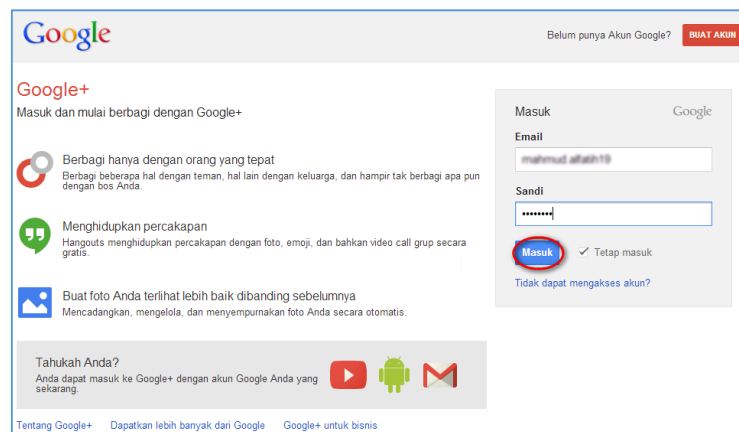 Google
Belum punya Akun Google?
BUAT AKUN
Google+
Masuk dan mulai berbagi dengan Google+
Berbagi hanya dengan orang yang tepat
Berbagi beberapa hal dengan teman, hal lain dengan keluarga, dan hampir tak berbagi apa pun
dengan bos Anda.
Menghidupkan percakapan
Hangouts menghidupkan percakapan dengan foto, emoji, dan bahkan video call grup secara
gratis.
Buat foto Anda terlihat lebih baik dibanding sebelumnya
Mencadangkan, mengelola, dan menyempurnakan foto Anda secara otomatis.
Tahukah Anda?
Anda dapat masuk ke Google+ dengan akun Google Anda yang
sekarang.
Tentang Google+
Dapatkan lebih banyak dari Google
Google+ untuk bisnis
Masuk
Google
Email
Sandi
Masuk
Tetap masuk
Tidak dapat mengakses akun?